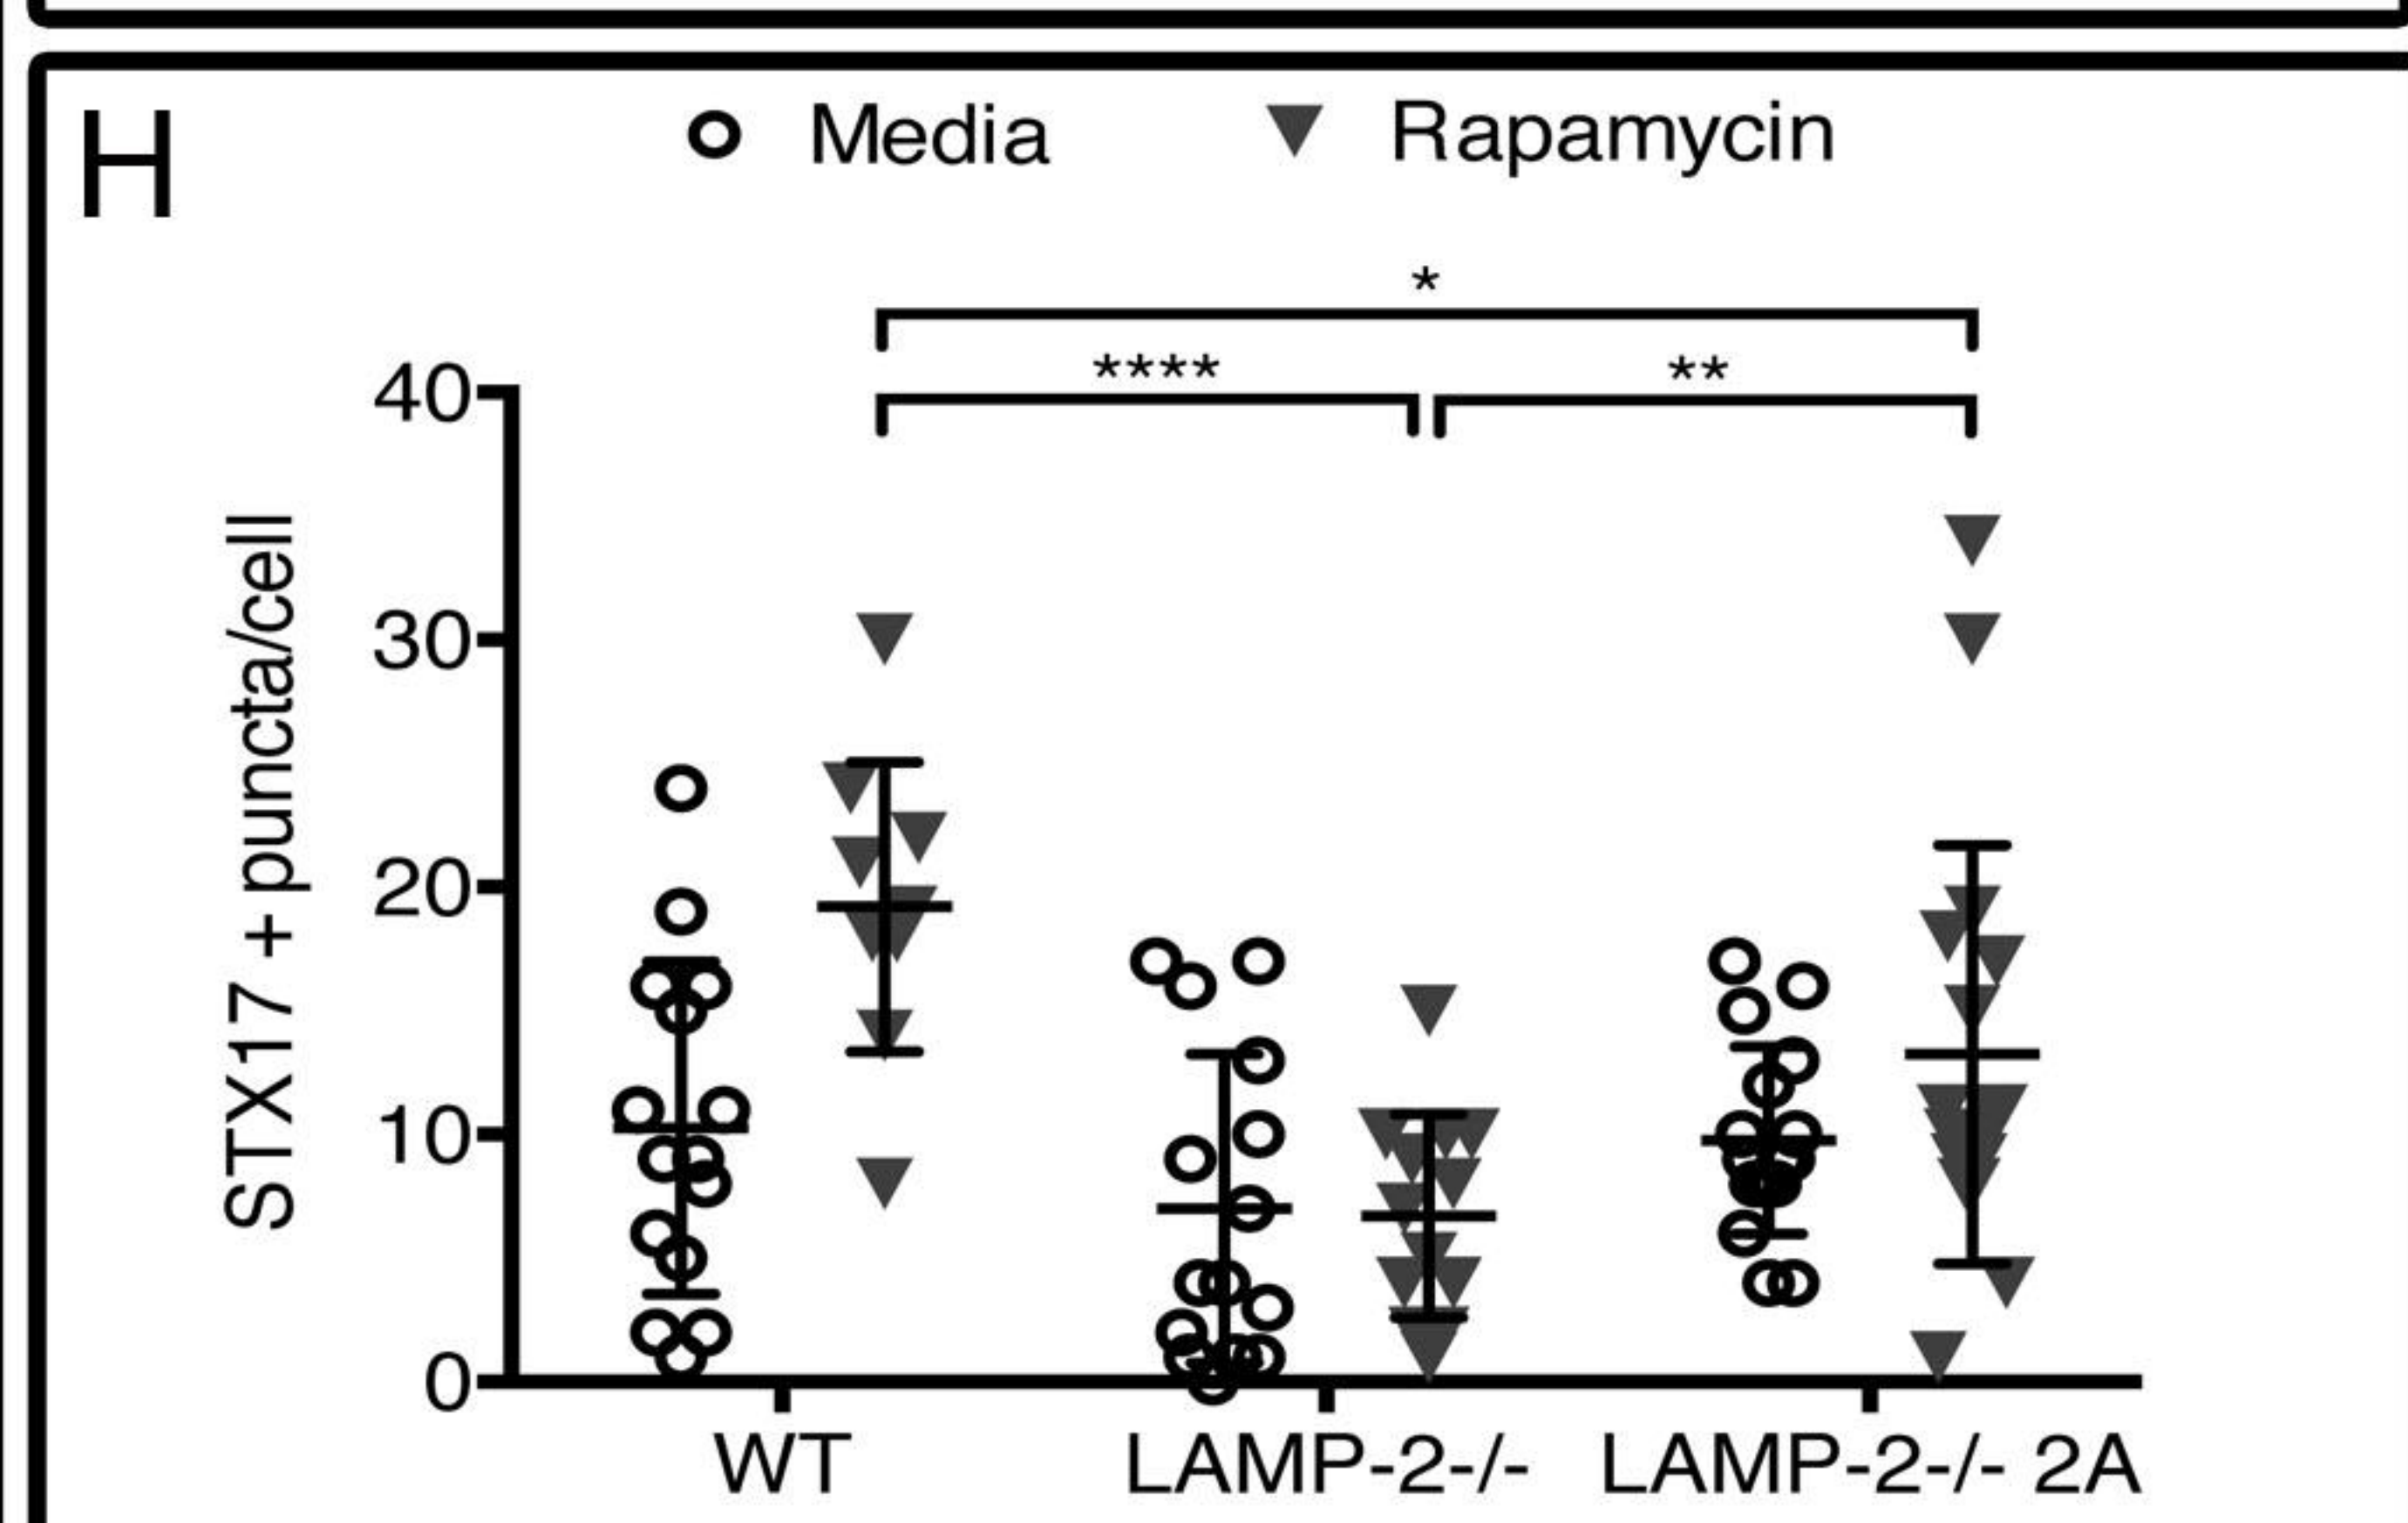 H
Media Rapamycin
*
**** **
40
30
20
10
0
STX17 + puncta/cell
WT LAMP-2-/- LAMP-2-/- 2A